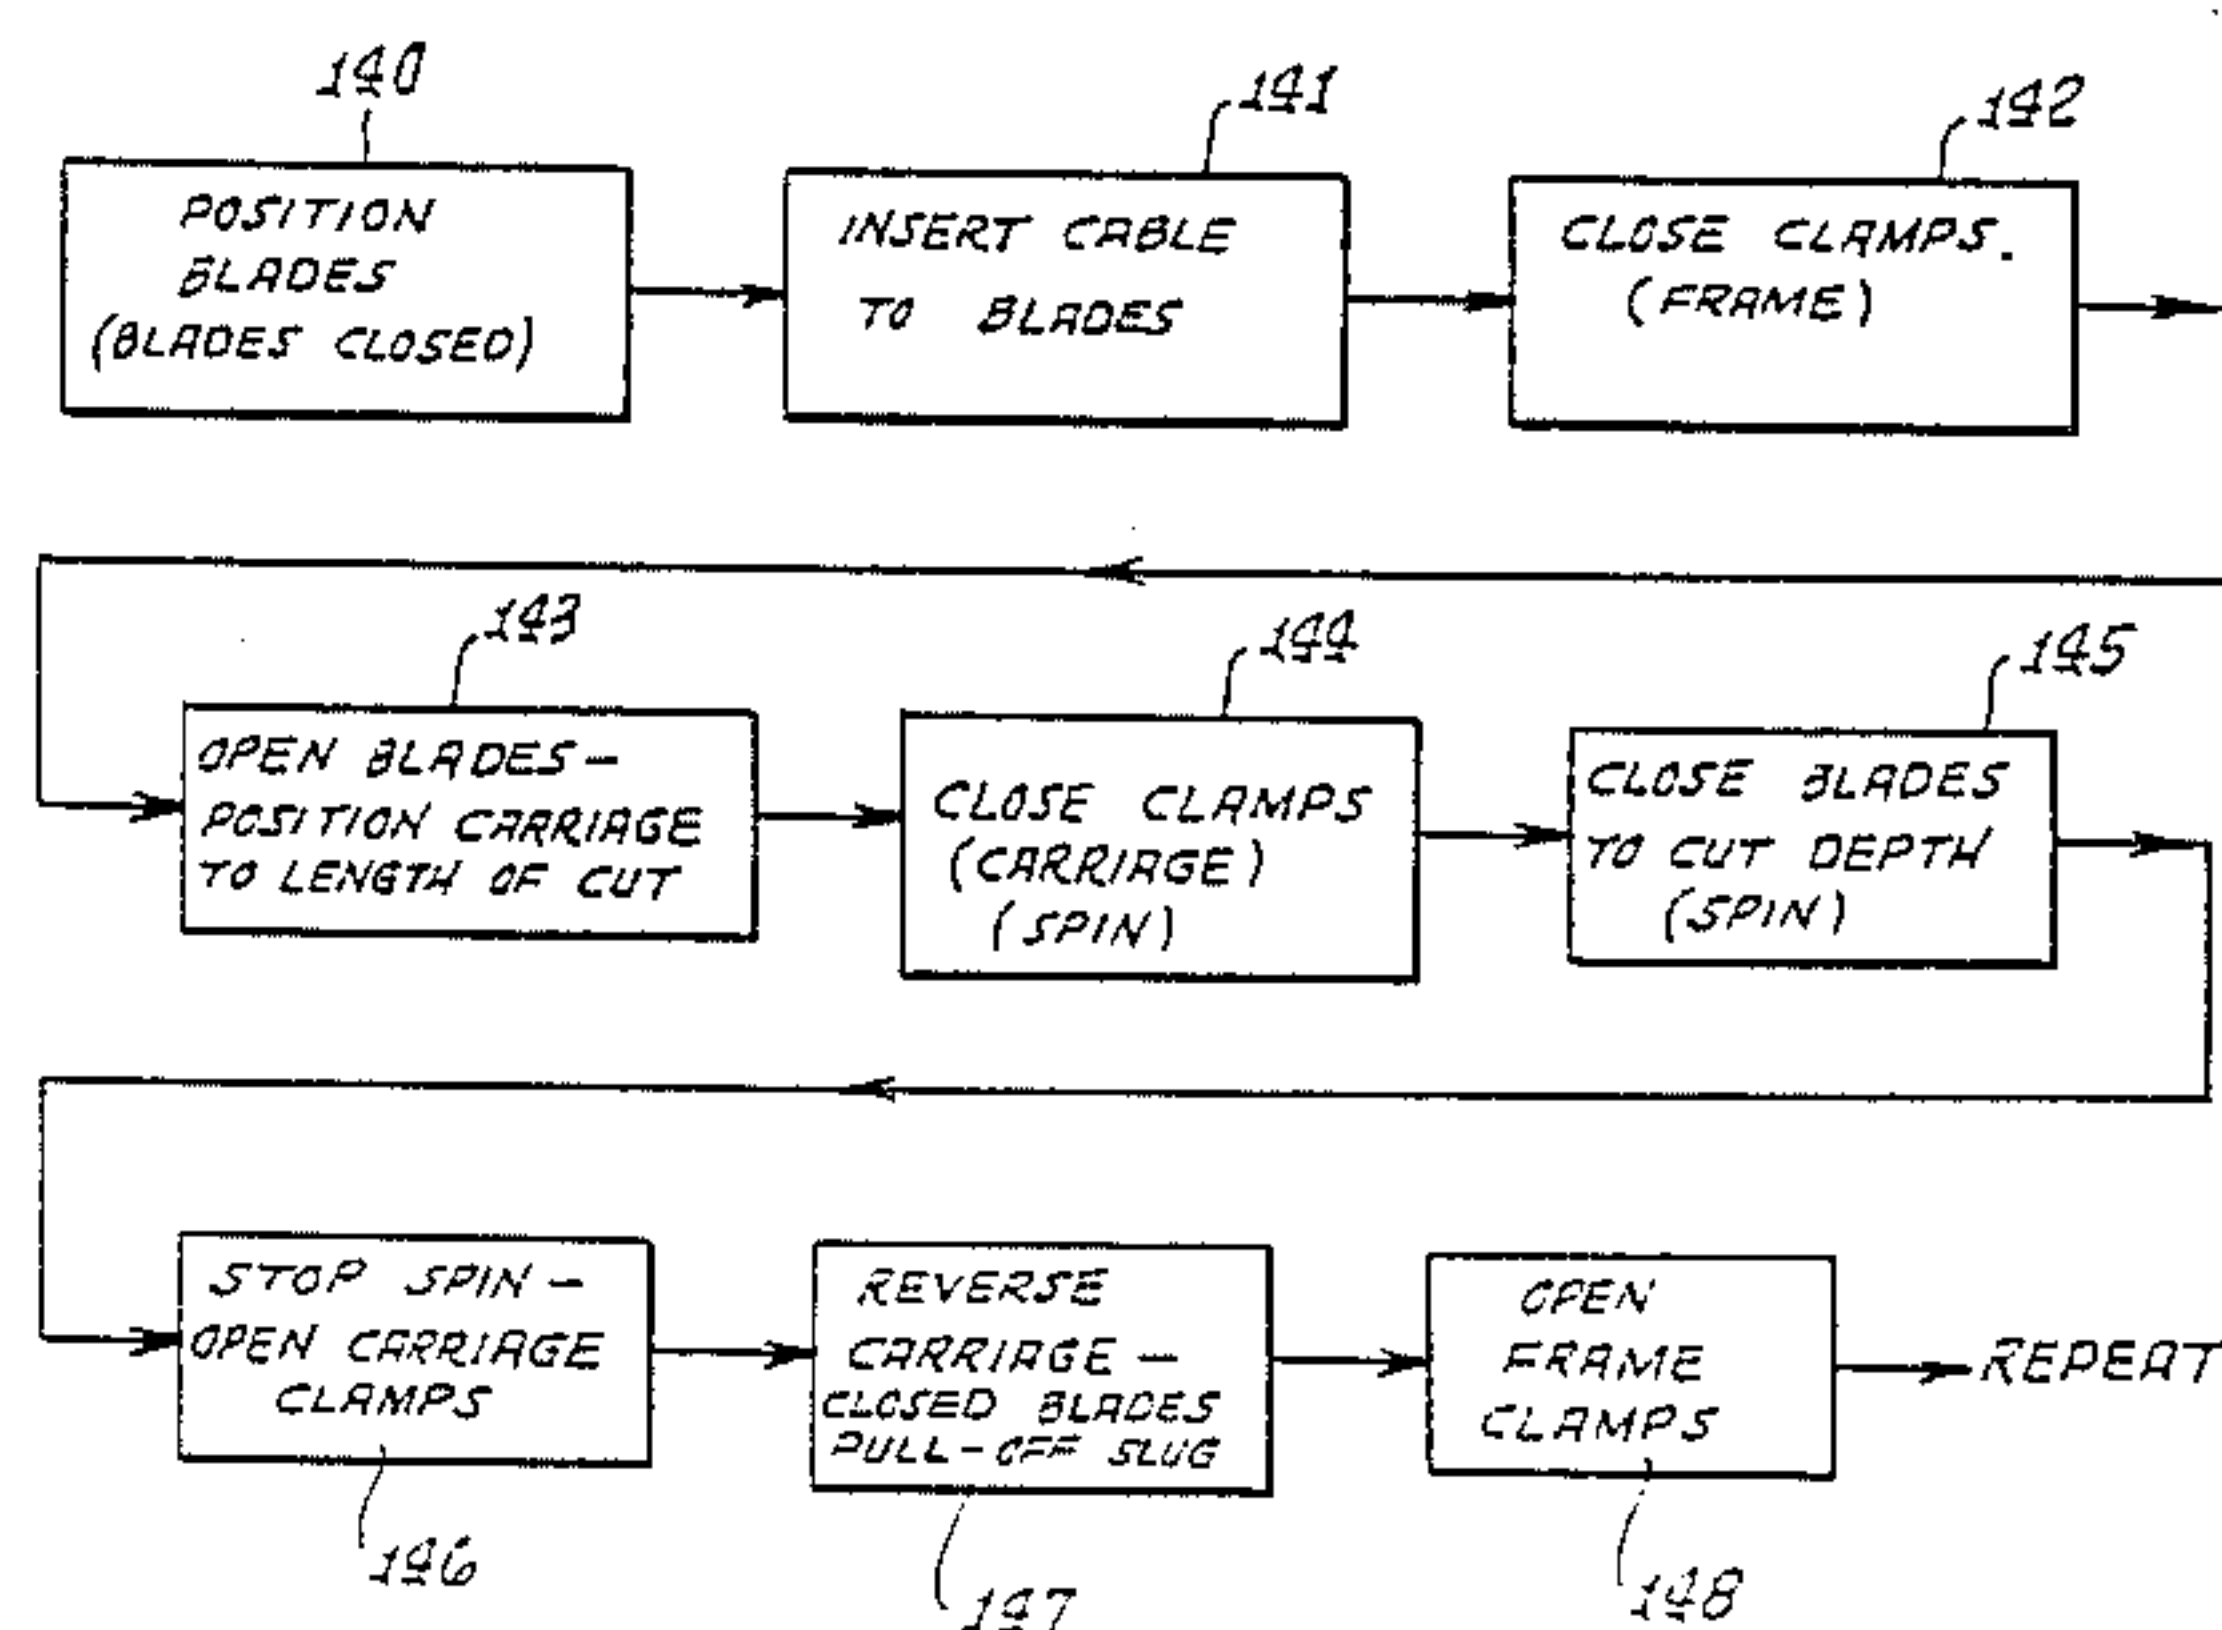 140
POSITION
BLADES
(BLADES CLOSED)
141
INSERT CABLE
TO BLADES
142
CLOSE CLAMPS.
(FRAME)
143
OPEN BLADES-
POSITION CARRIAGE
TO LENGTH OF CUT
144
CLOSE CLAMPS
(CARRIAGE)
(SPIN)
145
CLOSE BLADES
TO CUT DEPTH
(SPIN)
STOP SPIN-
OPEN CARRIAGE
CLAMPS
146
REVERSE
CARRIAGE-
CLOSED BLADES
PULL-OFF SLUG
147
OPEN
FRAME
CLAMPS
148
REPEAT